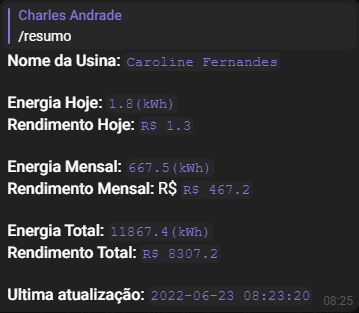 Charles Andrade
/resumo
Nome da Usina: Caroline Fernandes
Energia Hoje: 1.8(kWh)
Rendimento Hoje: R$ 1.3
Energia Mensal: 667.5(kWh)
Rendimento Mensal: R$ R$ 467.2
Energia Total: 11867.4(kWh)
Rendimento Total: R$ 8307.2
Ultima atualização: 2022-06-23 08:23:20
08:25